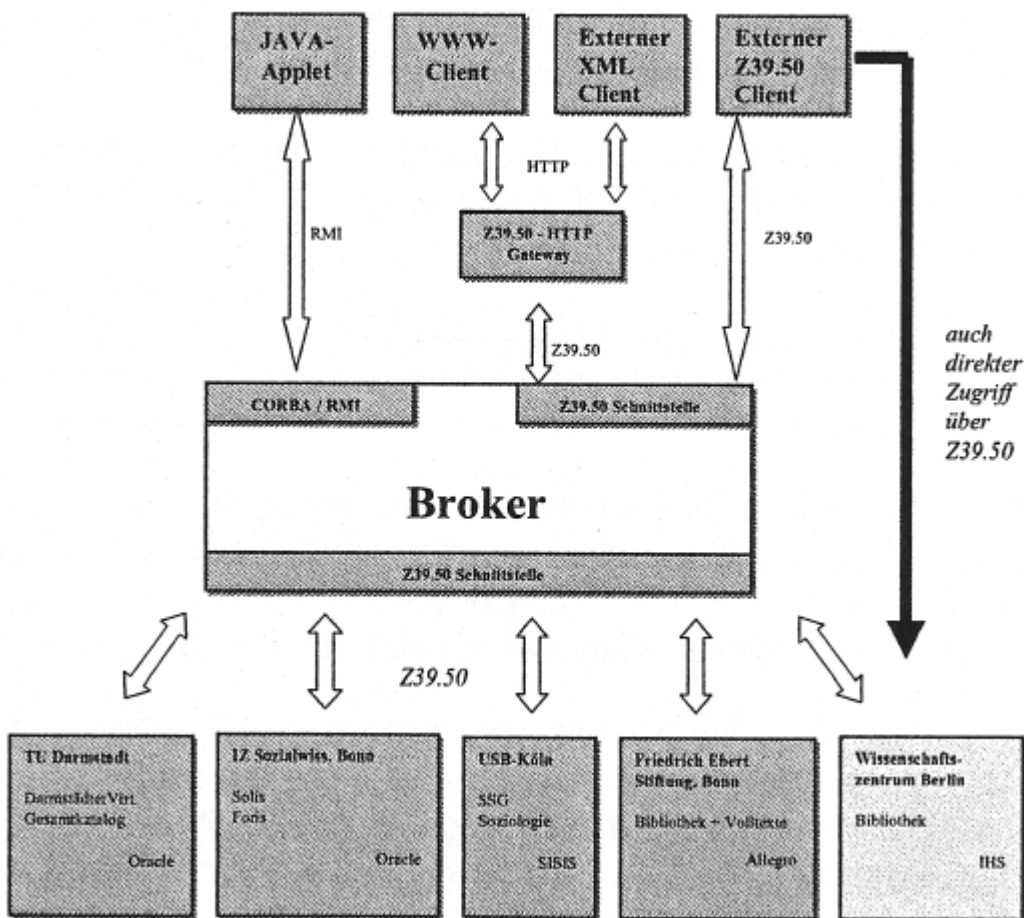 JAVA-
Applet
WWW-
Client
Externer
XML
Client
Externer
Z39.50
Client
HTTP
RMI
Z39.50 - HTTP
Gateway
Z39.50
Z39.50
auch
direkter
Zugriff
über
Z39.50
CORBA / RMI
Z39.50 Schnittstelle
Broker
Z39.50 Schnittstelle
Z39.50
TU Darmstadt
Darmstädter Virt.
Gesamtkatalog
Oracle
IZ Sozialwiss. Bonn
Solis
Foris
Oracle
USB-Köln
SSG
Soziologie
SISIS
Friedrich Ebert
Stiftung, Bonn
Bibliothek + Volltexte
Allegro
Wissenschafts-
zentrum Berlin
Bibliothek
IHS